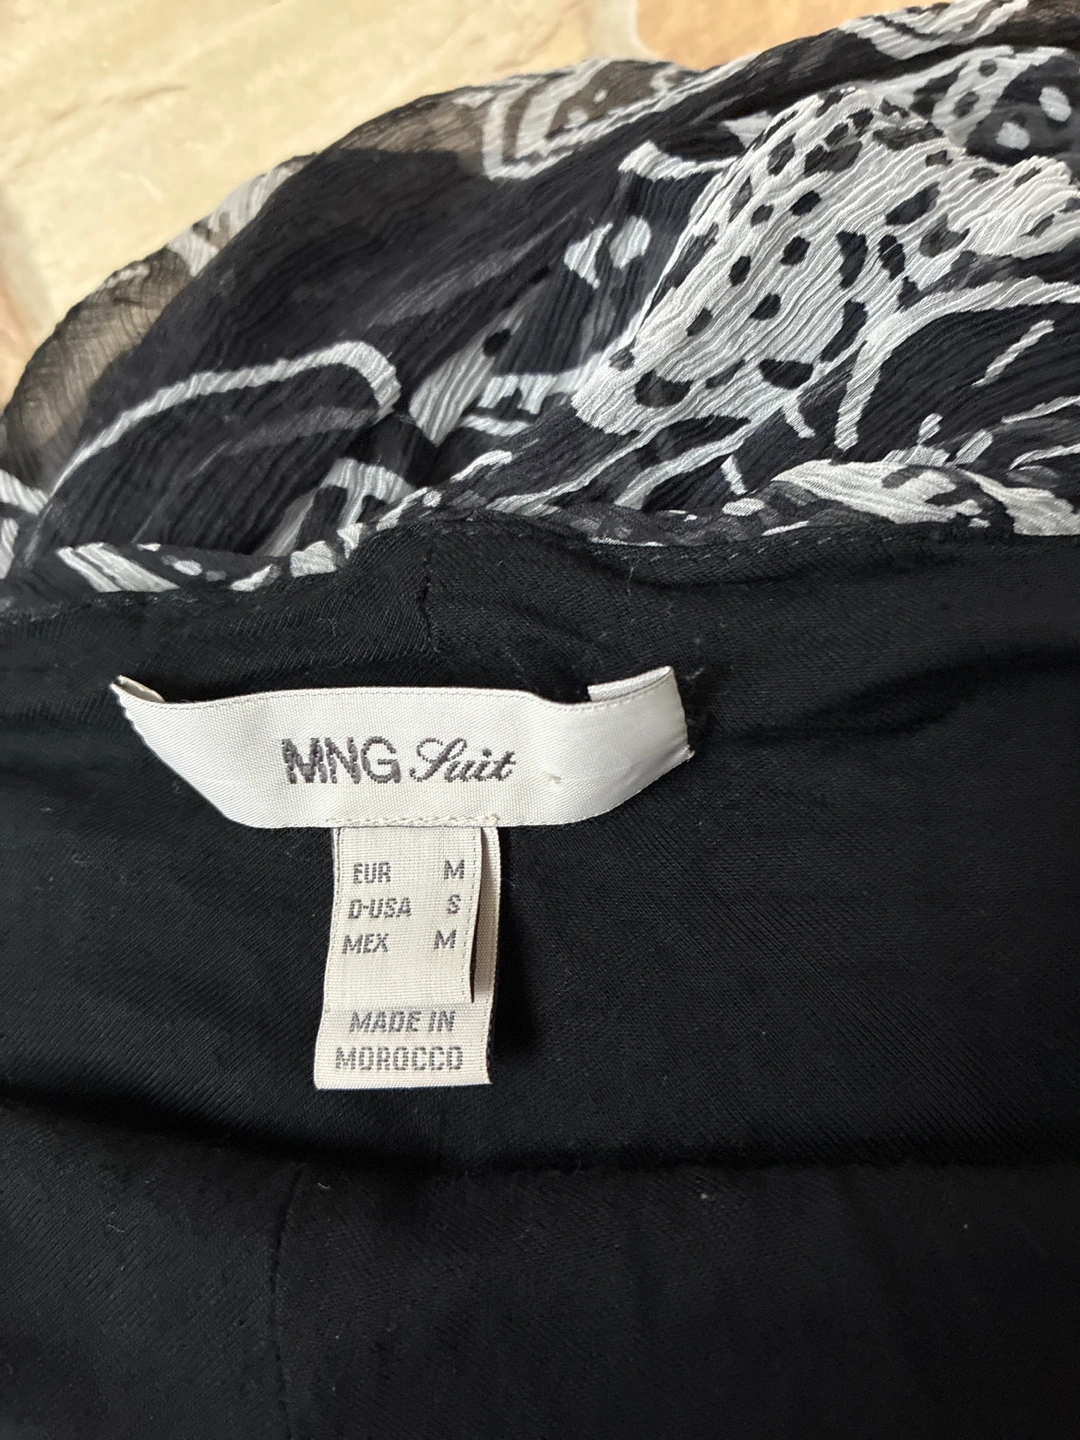 MNG Suit
EUR M
D-USA S
MEX M
MADE IN
MOROCCO